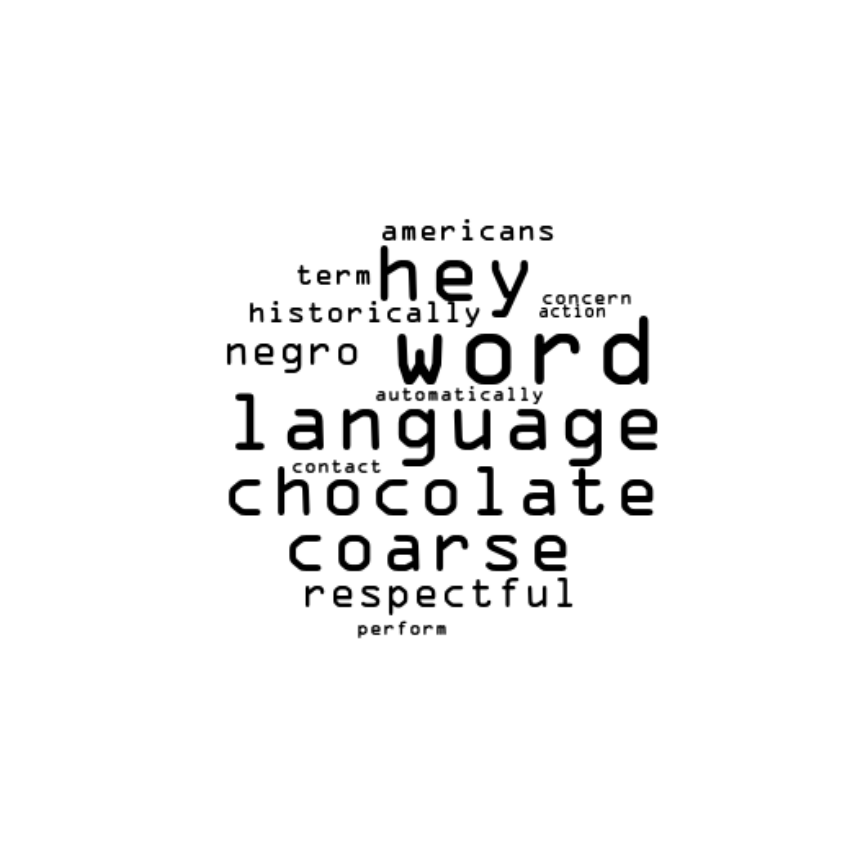 americans
term hey
concern
historically action
negro word
automatically
language
contact
chocolate
coarse
respectful
perform